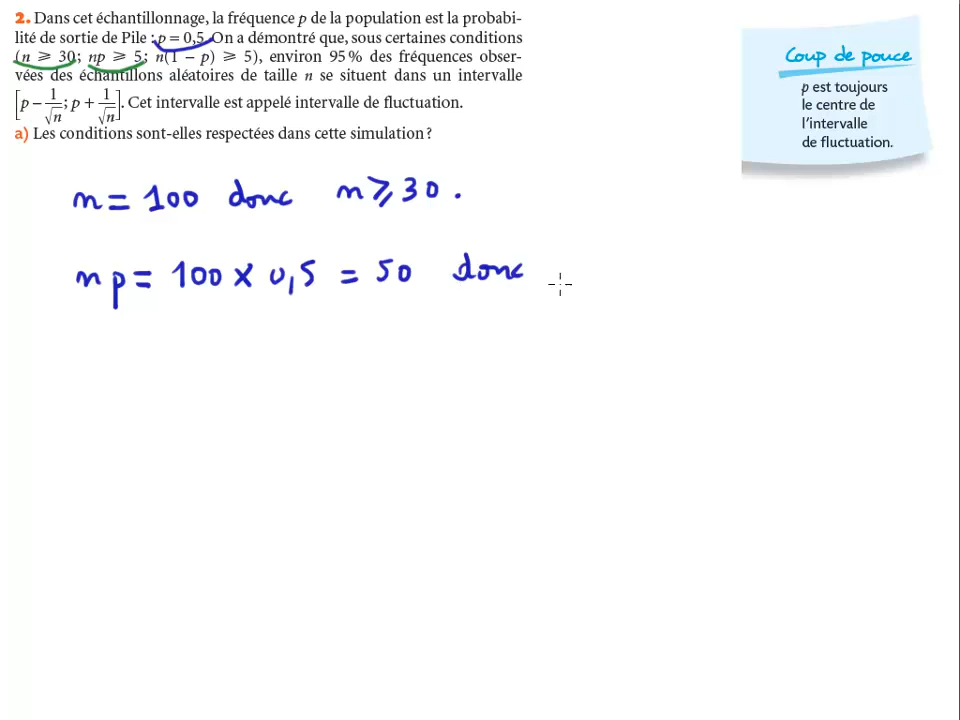 2. Dans cet échantillonnage, la fréquence p de la population est la probabi-
lité de sortie de Pile : p = 0,5. On a démontré que, sous certaines conditions
(n ⩾ 30; np ⩾ 5; n(1 − p) ⩾ 5), environ 95 % des fréquences obser-
vées des échantillons aléatoires de taille n se situent dans un intervalle
[p − 1/√n ; p + 1/√n]. Cet intervalle est appelé intervalle de fluctuation.
a) Les conditions sont-elles respectées dans cette simulation ?
Coup de pouce
p est toujours
le centre de
l'intervalle
de fluctuation.
n = 100 donc n ⩾ 30.
np = 100 × 0,5 = 50 donc